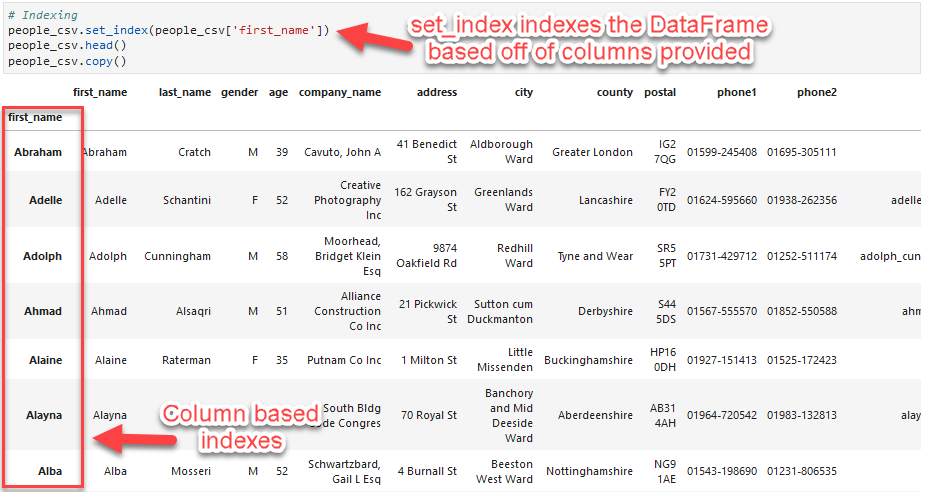 # Indexing
people_csv.set_index(people_csv['first_name'])
people_csv.head()
people_csv.copy()
set_index indexes the DataFrame
based off of columns provided
first_name last_name gender age company_name address city county postal phone1 phone2
first_name
41 Benedict Aldborough IG2
Abraham Abraham Cratch M 39 Cavuto, John A Greater London 01599-245408 01695-305111
St Ward 7QG
Creative
162 Grayson Greenlands FY2
Adelle Adelle Schantini F 52 Photography Lancashire 01624-595660 01938-262356 adelle
St Ward 0TD
Inc
Moorhead,
9874 Redhill SR5
Adolph Adolph Cunningham M 58 Bridget Klein Tyne and Wear 01731-429712 01252-511174 adolph_cun
Oakfield Rd Ward 5PT
Esq
Alliance
21 Pickwick Sutton cum S44
Ahmad Ahmad Alsaqri M 51 Construction Derbyshire 01567-555570 01852-550588 ahm
St Duckmanton 5DS
Co Inc
Little HP16
Alaine Alaine Raterman F 35 Putnam Co Inc 1 Milton St Buckinghamshire 01927-151413 01525-172423
Missenden 0DH
Banchory
South Bldg and Mid AB31
Alayna Alayna 70 Royal St Aberdeenshire 01964-720542 01983-132813 alay
Congres Deeside 4AH
Ward
Column based
indexes
Schwartzbard, Beeston NG9
Alba Alba Mosseri M 52 4 Burnall St Nottinghamshire 01543-198690 01231-806535
Gail L Esq West Ward 1AE